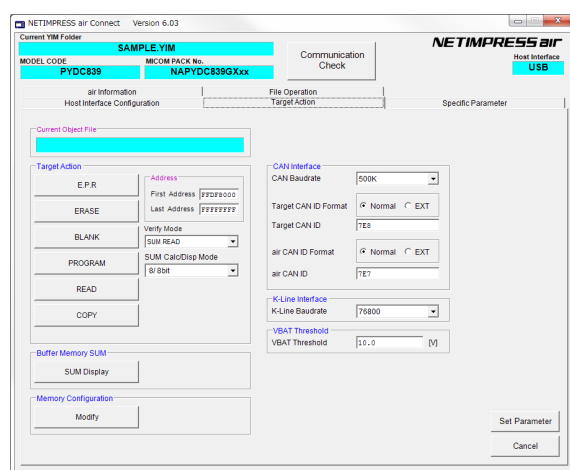 NETIMPRESS air Connect Version 6.03
Current YIM Folder
SAMPLE.YIM
MODEL CODE MICOM PACK No.
PYDC839 NAPYDC839GXxx
Communication
Check
NETIMPRESS air
Host Interface
USB
air Information File Operation
Host Interface Configuration Target Action Specific Parameter
Current Object File
Target Action
E.P.R
ERASE
BLANK
PROGRAM
READ
COPY
Address
First Address FFDF8000
Last Address FFFFFFFF
Verify Mode
SUM READ
SUM Calc/Disp Mode
8/ 8bit
Buffer Memory SUM
SUM Display
Memory Configuration
Modify
CAN Interface
CAN Baudrate 500K
Target CAN ID Format Normal EXT
Target CAN ID 7E8
air CAN ID Format Normal EXT
air CAN ID 7E7
K-Line Interface
K-Line Baudrate 76800
VBAT Threshold
VBAT Threshold 10.0 [V]
Set Parameter
Cancel